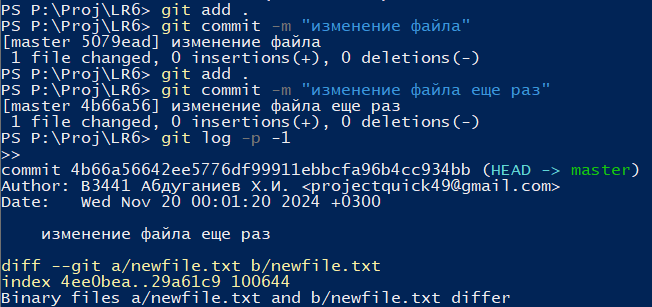 PS P:\Proj\LR6> git add .
PS P:\Proj\LR6> git commit -m "изменение файла"
[master 5079ead] изменение файла
 1 file changed, 0 insertions(+), 0 deletions(-)
PS P:\Proj\LR6> git add .
PS P:\Proj\LR6> git commit -m "изменение файла еще раз"
[master 4b66a56] изменение файла еще раз
 1 file changed, 0 insertions(+), 0 deletions(-)
PS P:\Proj\LR6> git log -p -1
>>
commit 4b66a56642ee5776df99911ebbcfa96b4cc934bb (HEAD -> master)
Author: В3441 Абдуганиев Х.И. <projectquick49@gmail.com>
Date:   Wed Nov 20 00:01:20 2024 +0300

    изменение файла еще раз

diff --git a/newfile.txt b/newfile.txt
index 4ee0bea..29a61c9 100644
Binary files a/newfile.txt and b/newfile.txt differ